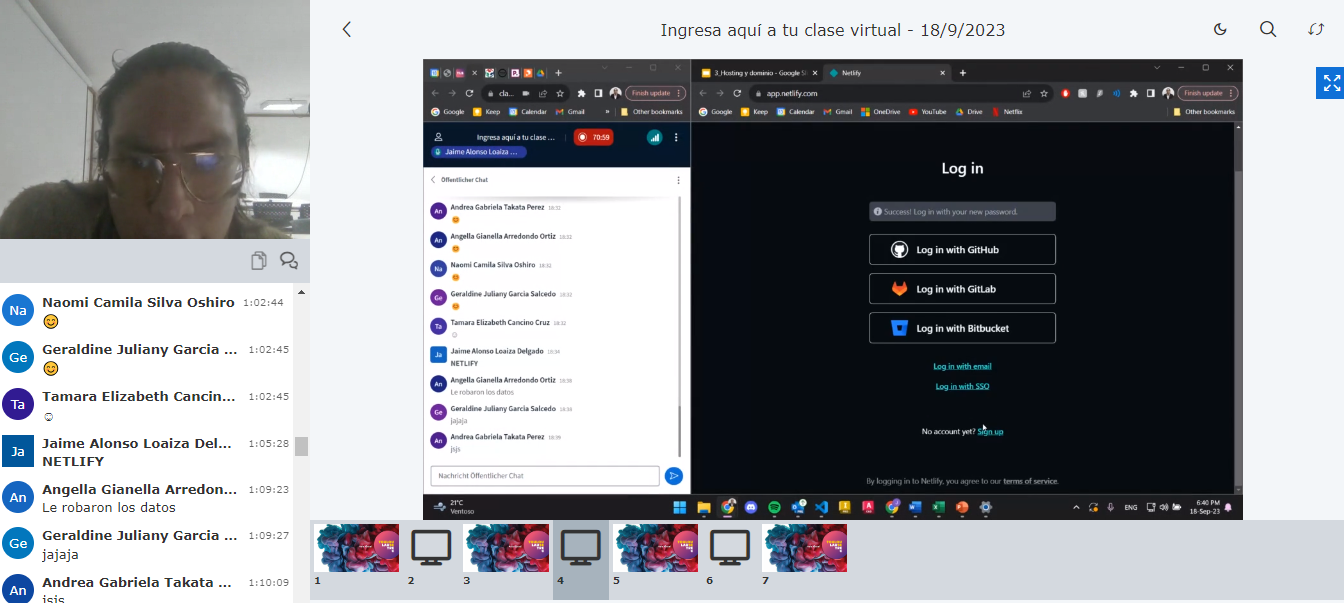 Ingresa aquí a tu clase virtual - 18/9/2023
Na
Naomi Camila Silva Oshiro 1:02:44
Ge
Geraldine Juliany Garcia ... 1:02:45
Ta
Tamara Elizabeth Cancin... 1:02:45
Ja
Jaime Alonso Loaiza Del... 1:05:28
NETLIFY
An
Angella Gianella Arredon... 1:09:23
Le robaron los datos
Ge
Geraldine Juliany Garcia ... 1:09:27
jajaja
An
Andrea Gabriela Takata ... 1:10:09
jsjs
cla...
Finish update
Google
Keep
Calendar
Gmail
»
Other bookmarks
Ingresa aquí a tu clase ...
70:59
Jaime Alonso Loaiza ...
Öffentlicher Chat
An
Andrea Gabriela Takata Perez 18:32
An
Angella Gianella Arredondo Ortiz 18:32
Na
Naomi Camila Silva Oshiro 18:32
Ge
Geraldine Juliany Garcia Salcedo 18:32
Ta
Tamara Elizabeth Cancino Cruz 18:32
Ja
Jaime Alonso Loaiza Delgado 18:34
NETLIFY
An
Angella Gianella Arredondo Ortiz 18:38
Le robaron los datos
Ge
Geraldine Juliany Garcia Salcedo 18:38
jajaja
An
Andrea Gabriela Takata Perez 18:39
jsjs
Nachricht Öffentlicher Chat
3_Hosting y dominio - Google Sl
Netlify
app.netlify.com
Finish update
Google
Keep
Calendar
Gmail
OneDrive
YouTube
Drive
Netflix
Other bookmarks
Log in
Success! Log in with your new password.
Log in with GitHub
Log in with GitLab
Log in with Bitbucket
Log in with email
Log in with SSO
No account yet? Sign up
By logging in to Netlify, you agree to our terms of service.
21°C
Ventoso
ENG
6:40 PM
18-Sep-23
1
2
3
4
5
6
7